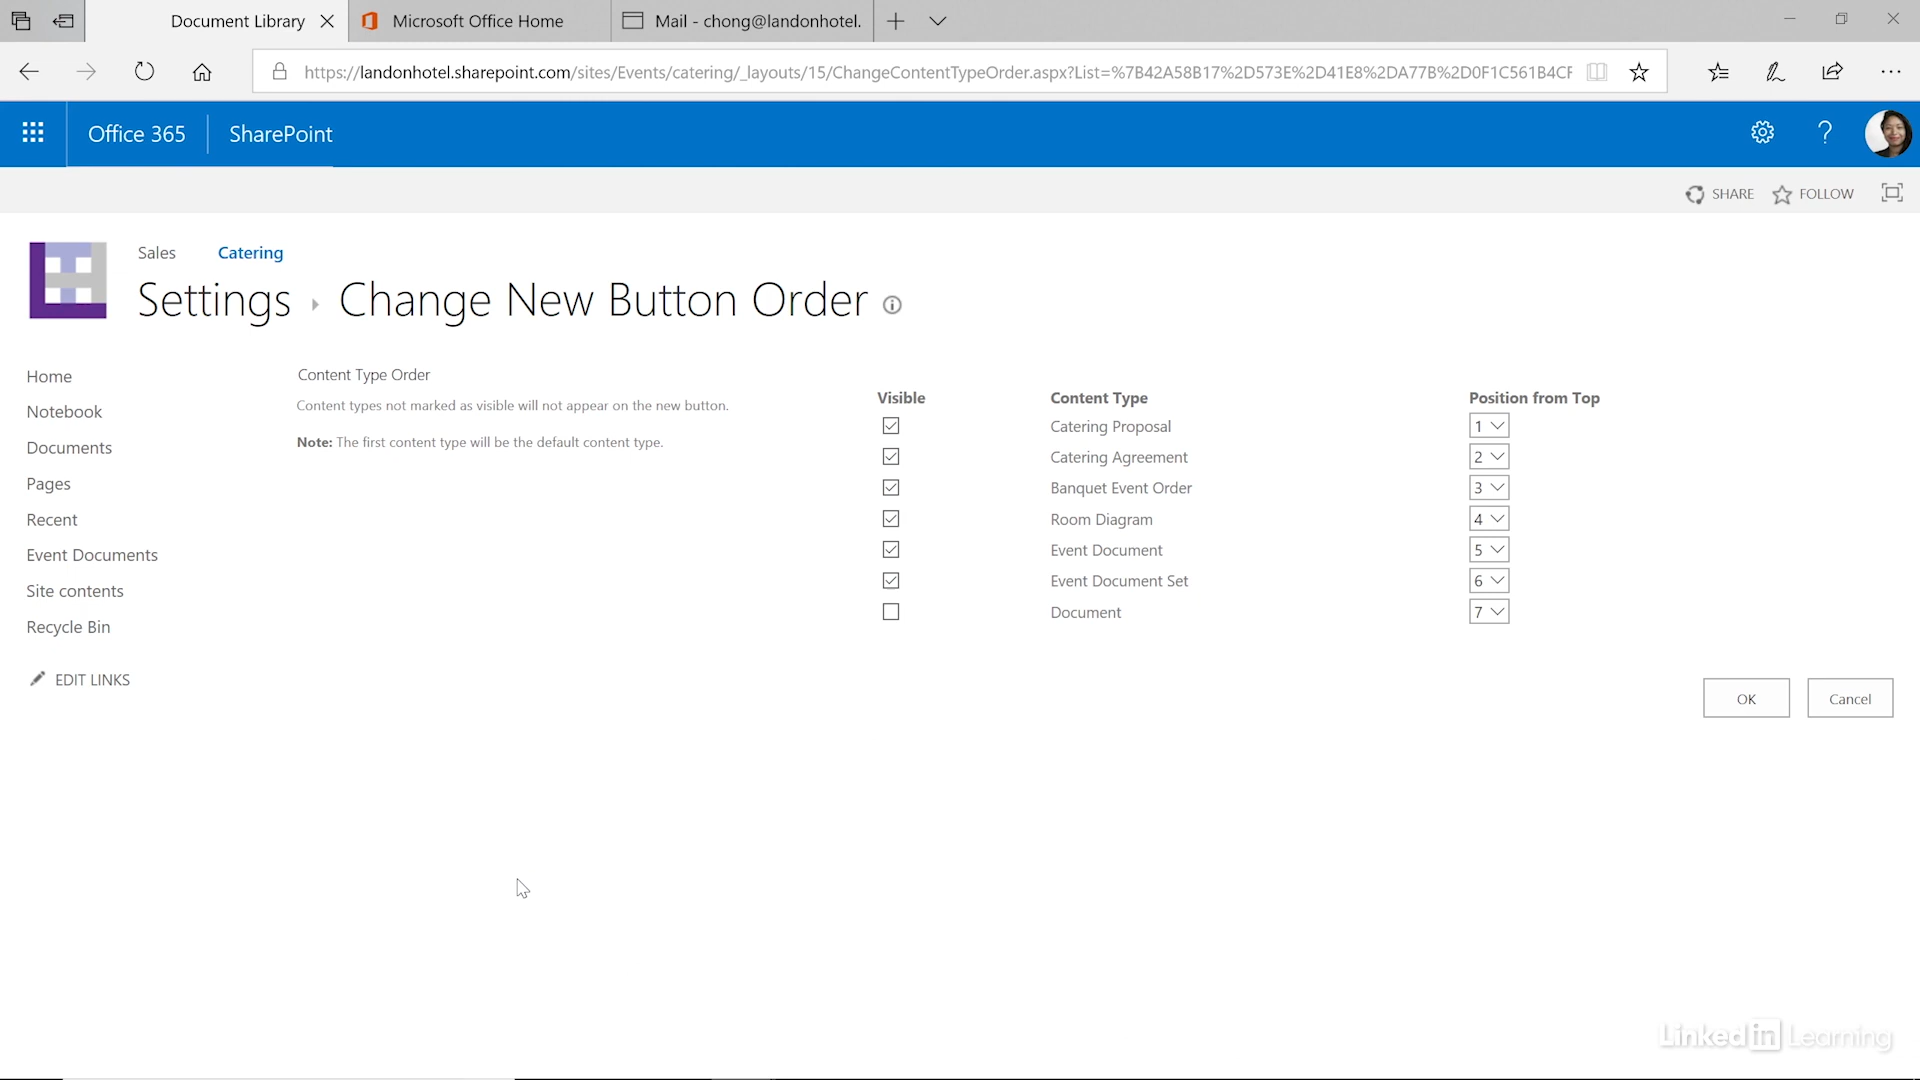 Document Library
Microsoft Office Home
Mail - chong@landonhotel.
https://landonhotel.sharepoint.com/sites/Events/catering/_layouts/15/ChangeContentTypeOrder.aspx?List=%7B42A58B17%2D573E%2D41E8%2DA77B%2D0F1C561B4CF
Office 365
SharePoint
SHARE
FOLLOW
Sales
Catering
Settings
Change New Button Order
Home
Notebook
Documents
Pages
Recent
Event Documents
Site contents
Recycle Bin
EDIT LINKS
Content Type Order
Content types not marked as visible will not appear on the new button.
Note: The first content type will be the default content type.
Visible Content Type Position from Top
Catering Proposal 1
Catering Agreement 2
Banquet Event Order 3
Room Diagram 4
Event Document 5
Event Document Set 6
Document 7
OK
Cancel
LinkedIn Learning